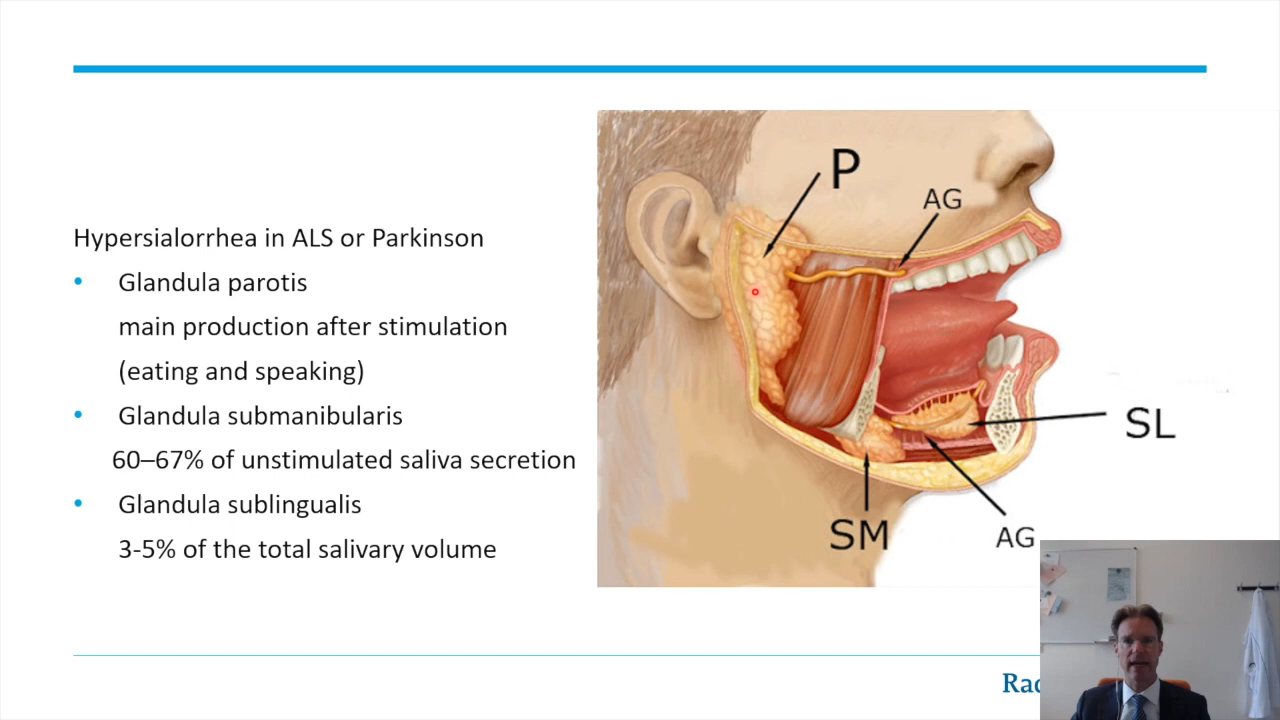 Hypersialorrhea in ALS or Parkinson
• Glandula parotis
main production after stimulation
(eating and speaking)
• Glandula submanibularis
60–67% of unstimulated saliva secretion
• Glandula sublingualis
3-5% of the total salivary volume
P
AG
SL
SM
AG